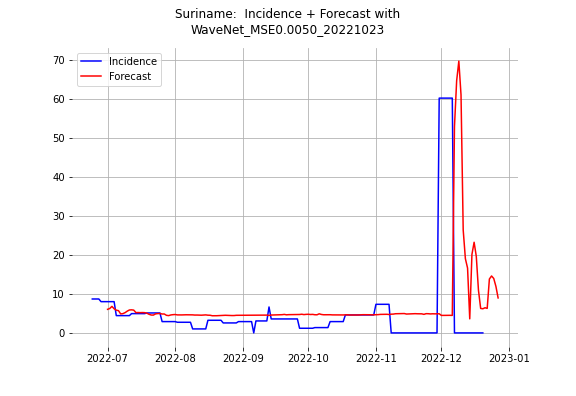 Suriname:  Incidence + Forecast with
WaveNet_MSE0.0050_20221023
Incidence
Forecast
70
60
50
40
30
20
10
0
2022-07 2022-08 2022-09 2022-10 2022-11 2022-12 2023-01